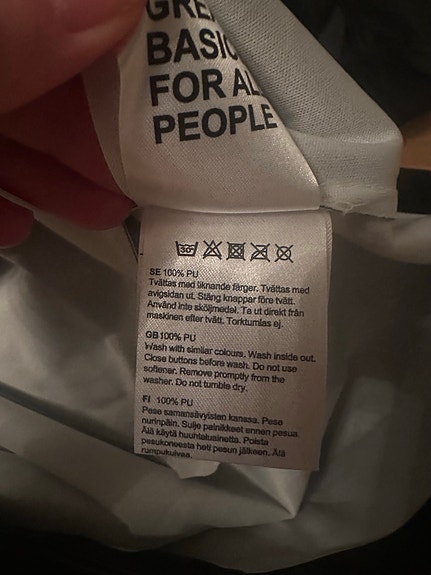 BASIC
FOR ALL
PEOPLE
30°
SE 100% PU
Tvättas med liknande färger. Tvättas med
avigsidan ut. Stäng knappar före tvätt.
Använd inte sköljmedel. Ta ut direkt från
maskinen efter tvätt. Torktumlas ej.
GB 100% PU
Wash with similar colours. Wash inside out.
Close buttons before wash. Do not use
softener. Remove promptly from the
washer. Do not tumble dry.
FI 100% PU
Pese samansävyisten kanssa. Pese
nurinpäin. Sulje painikkeet ennen pesua.
Älä käytä huuhteluainetta. Poista
pesukoneesta heti pesun jälkeen. Älä
rumpukuivaa.